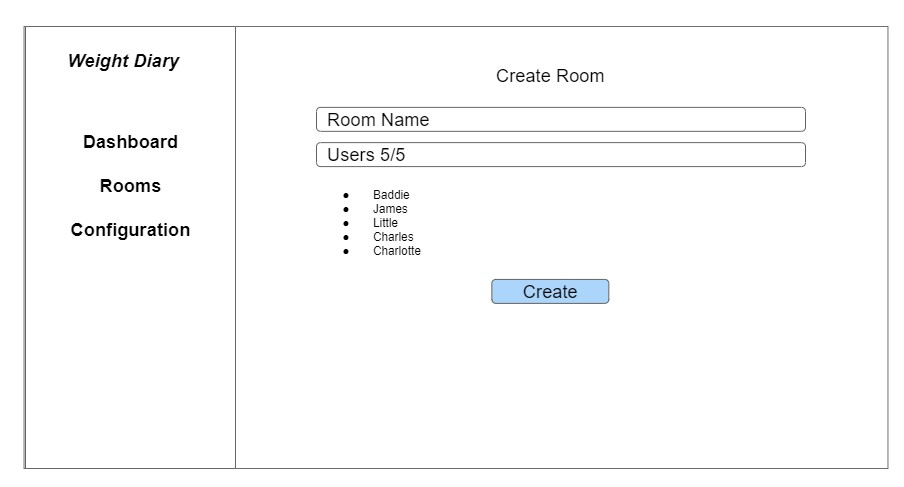 Weight Diary
Dashboard
Rooms
Configuration
Create Room
Room Name
Users 5/5
Baddie
James
Little
Charles
Charlotte
Create